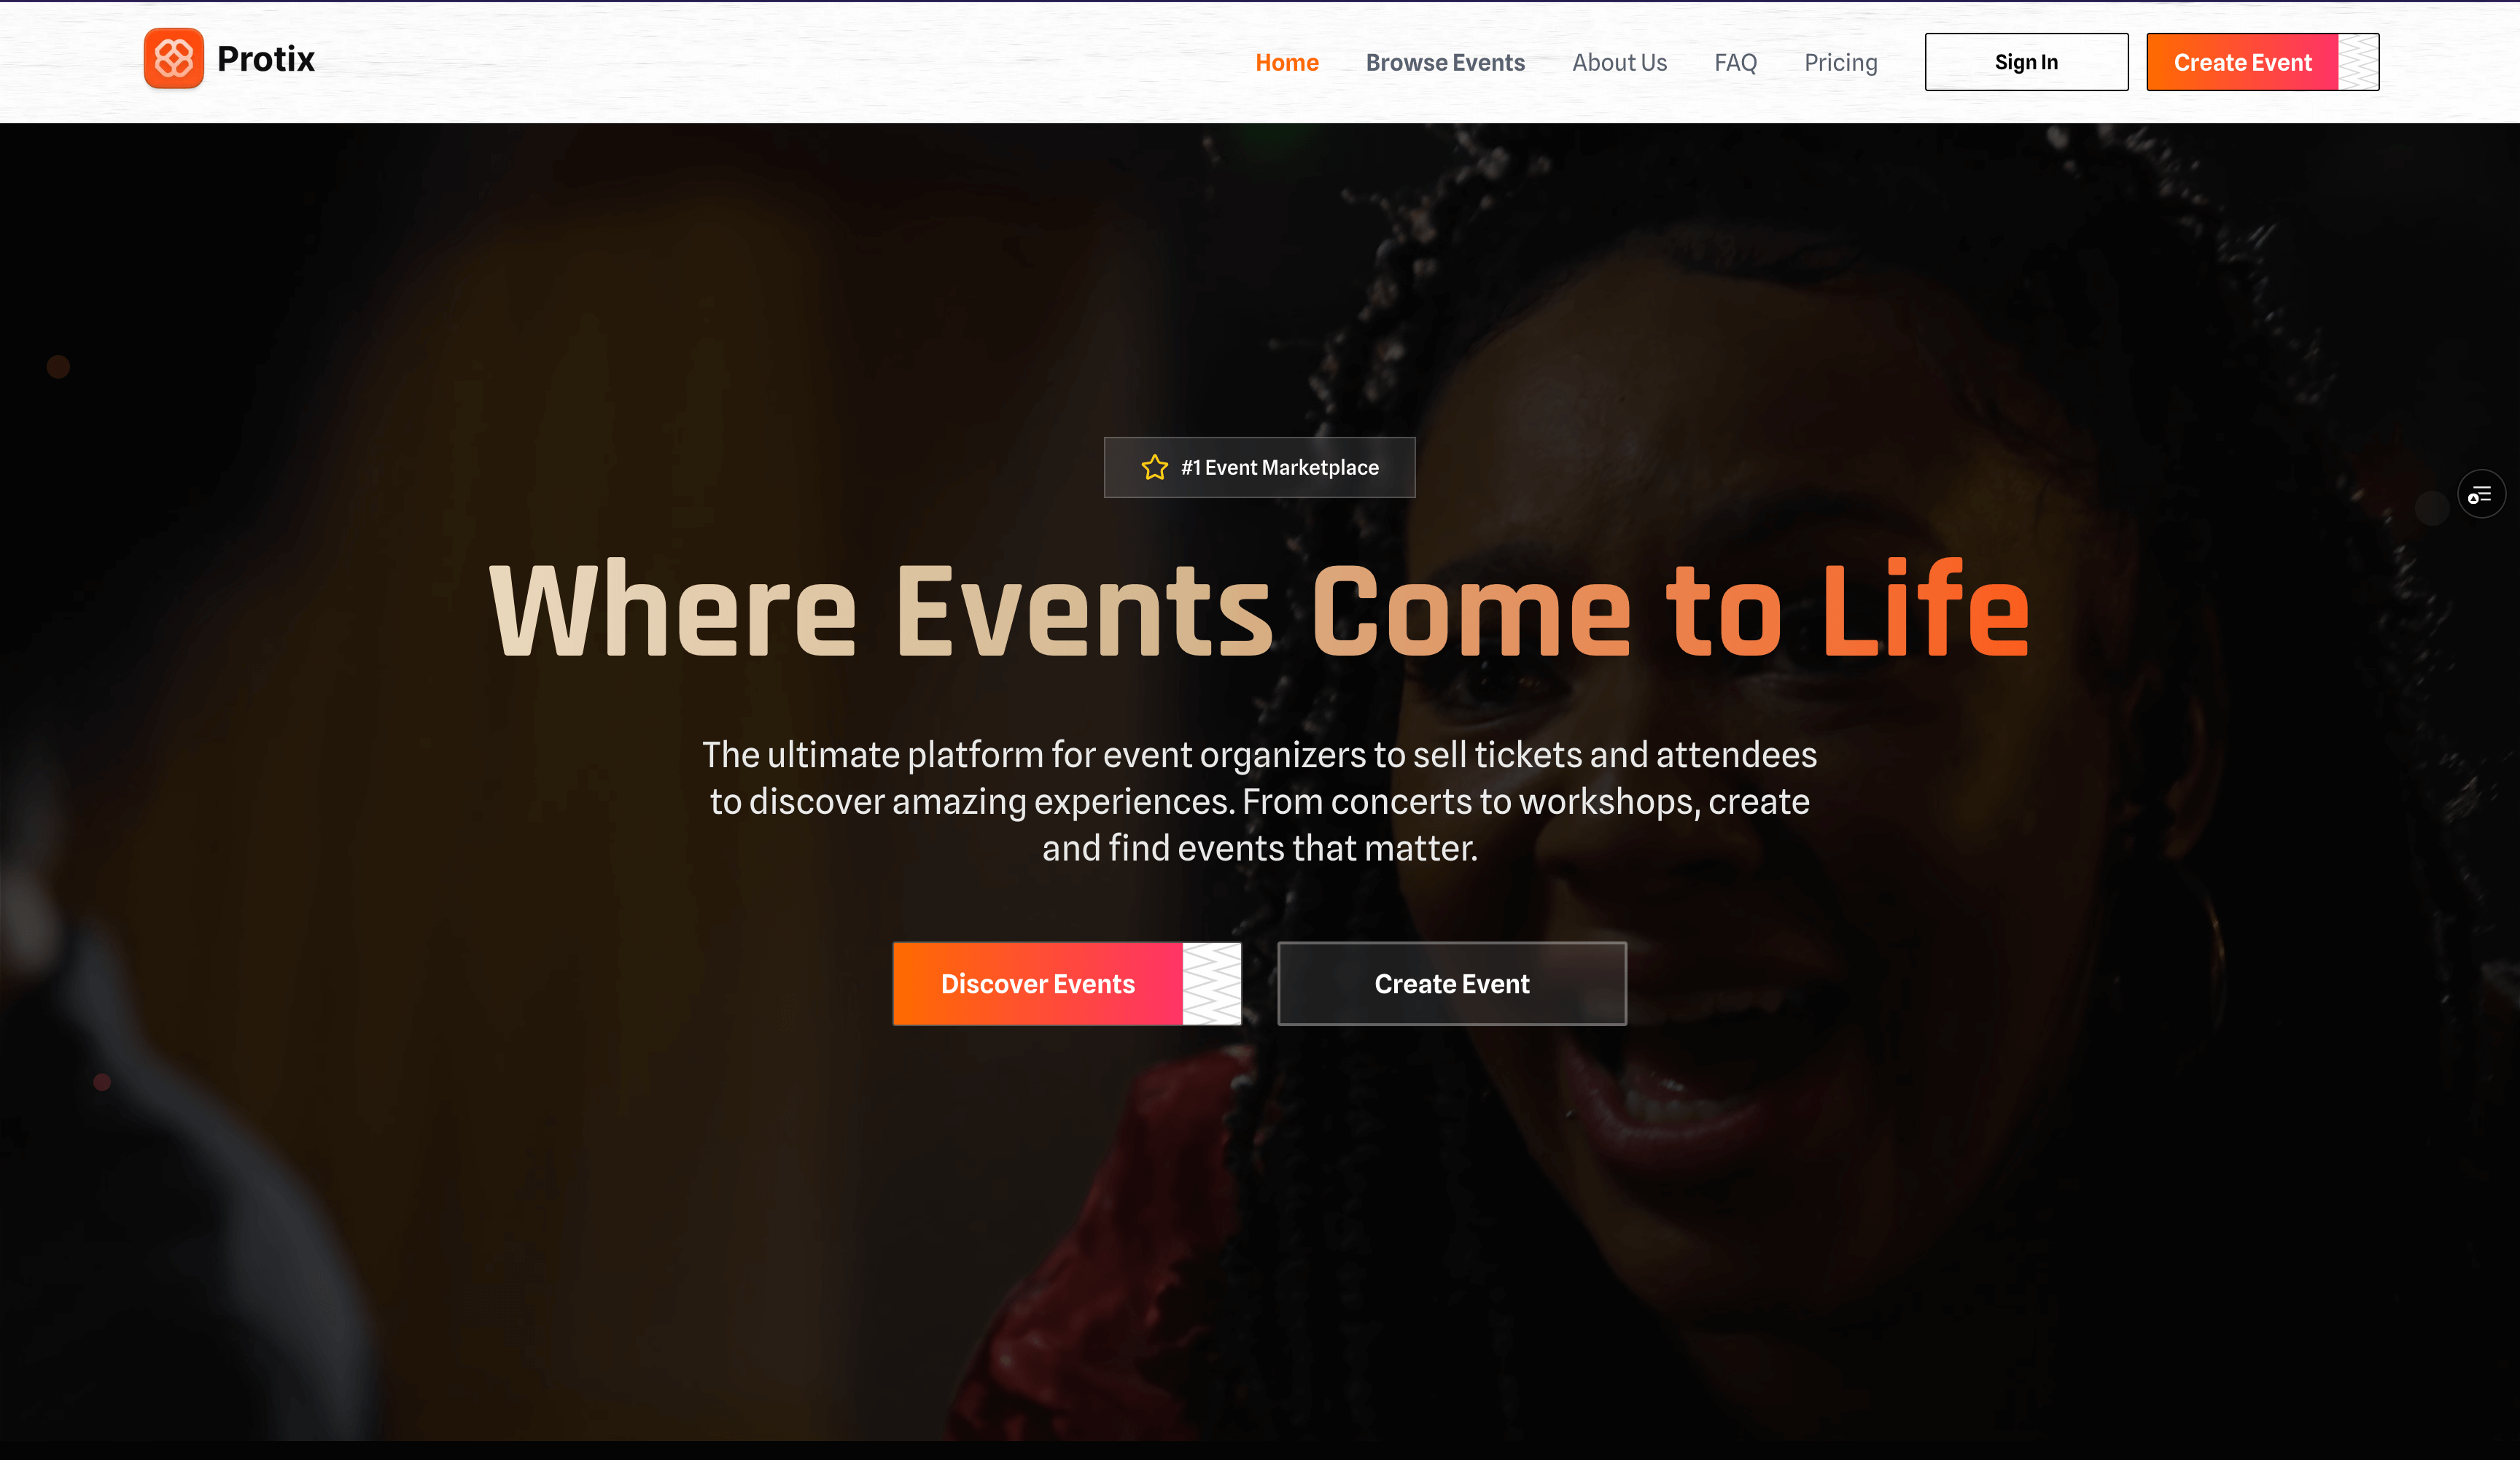 Protix
Home Browse Events About Us FAQ Pricing Sign In Create Event
#1 Event Marketplace
Where Events Come to Life
The ultimate platform for event organizers to sell tickets and attendees
to discover amazing experiences. From concerts to workshops, create
and find events that matter.
Discover Events Create Event